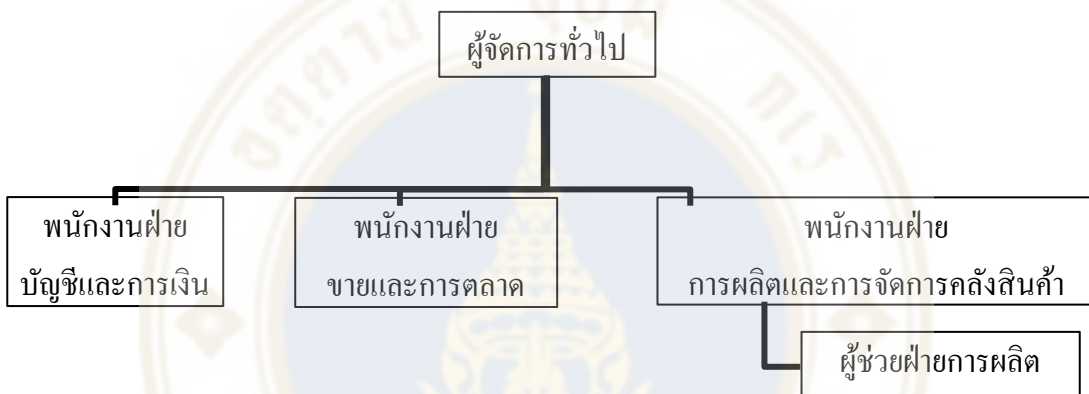 ผู้จัดการทั่วไป
พนักงานฝ่าย
บัญชีและการเงิน
พนักงานฝ่าย
ขายและการตลาด
พนักงานฝ่าย
การผลิตและการจัดการคลังสินค้า
ผู้ช่วยฝ่ายการผลิต